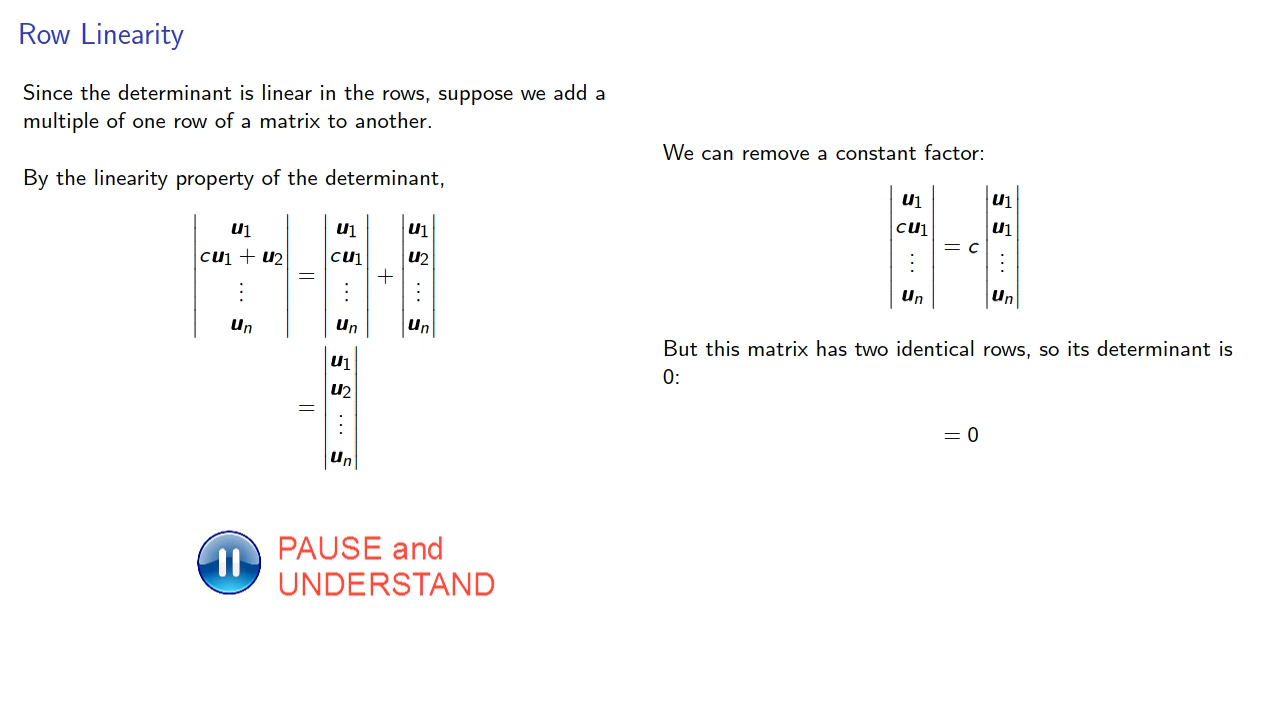 Row Linearity
Since the determinant is linear in the rows, suppose we add a
multiple of one row of a matrix to another.
By the linearity property of the determinant,
| u₁ ; cu₁ + u₂ ; ⋮ ; uₙ | = | u₁ ; cu₁ ; ⋮ ; uₙ | + | u₁ ; u₂ ; ⋮ ; uₙ |
= | u₁ ; u₂ ; ⋮ ; uₙ |
PAUSE and
UNDERSTAND
We can remove a constant factor:
| u₁ ; cu₁ ; ⋮ ; uₙ | = c | u₁ ; u₁ ; ⋮ ; uₙ |
But this matrix has two identical rows, so its determinant is
0:
= 0